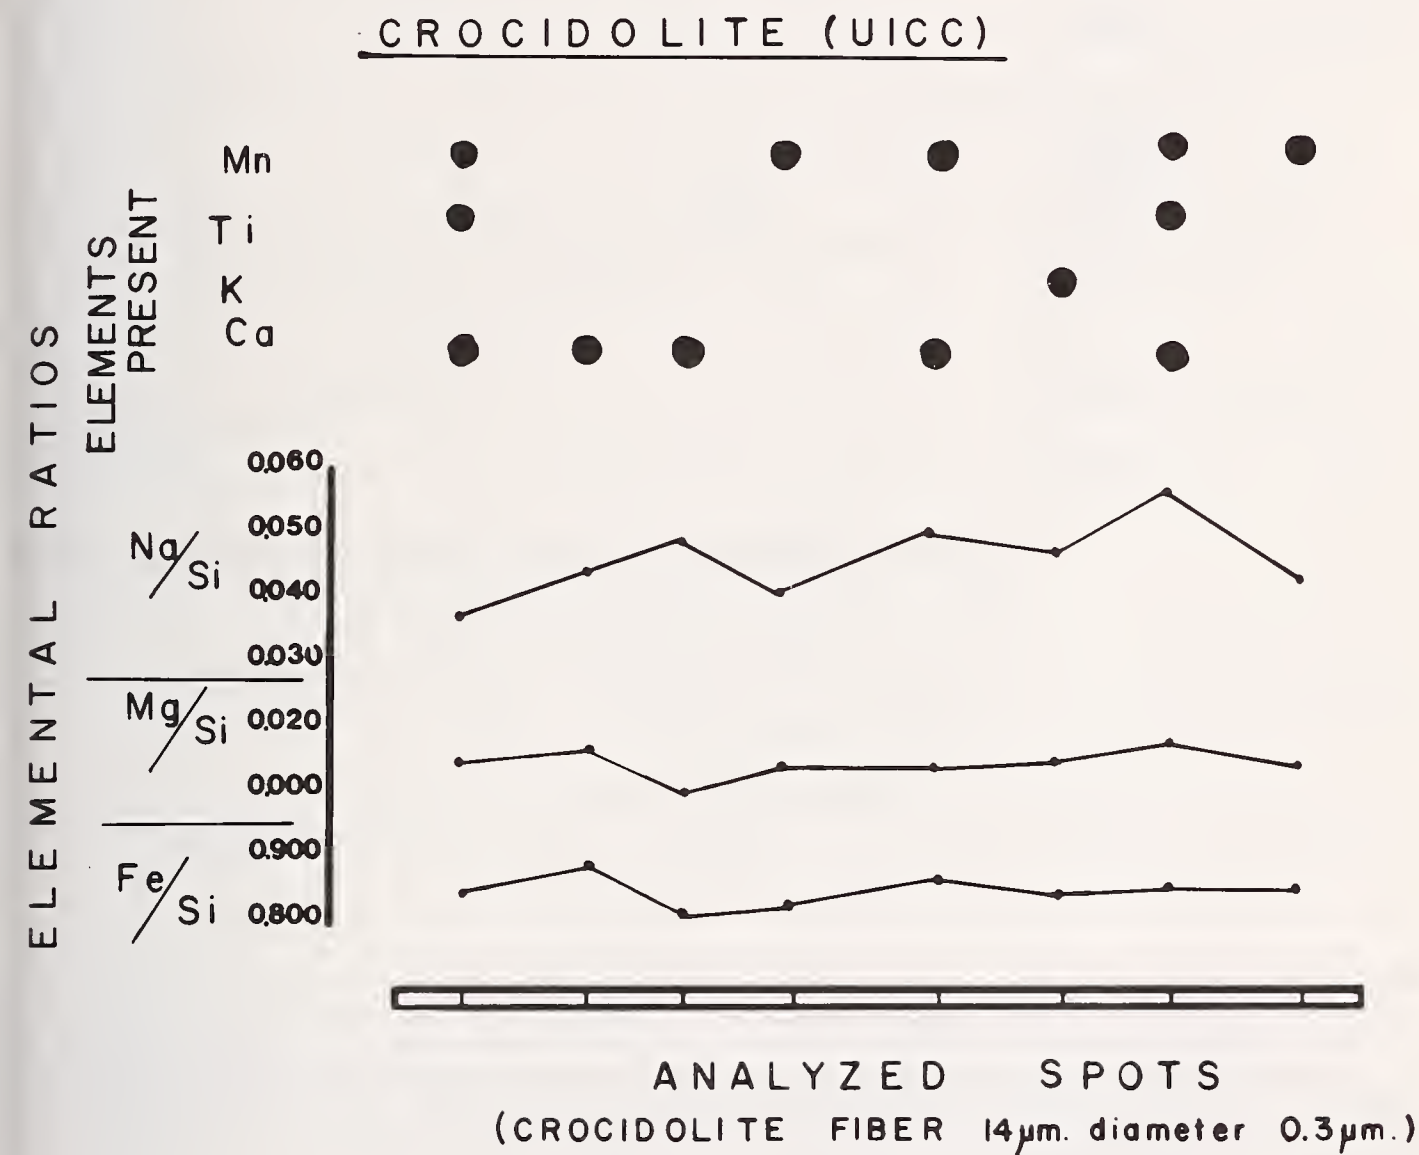 CROCIDOLITE (UICC)
ELEMENTAL RATIOS
ELEMENTS
PRESENT
Mn
Ti
K
Ca
0.060
0.050
Na/Si
0.040
0.030
Mg/Si
0.020
0.000
0.900
Fe/Si
0.800
ANALYZED SPOTS
(CROCIDOLITE FIBER 14µm. diameter 0.3µm.)